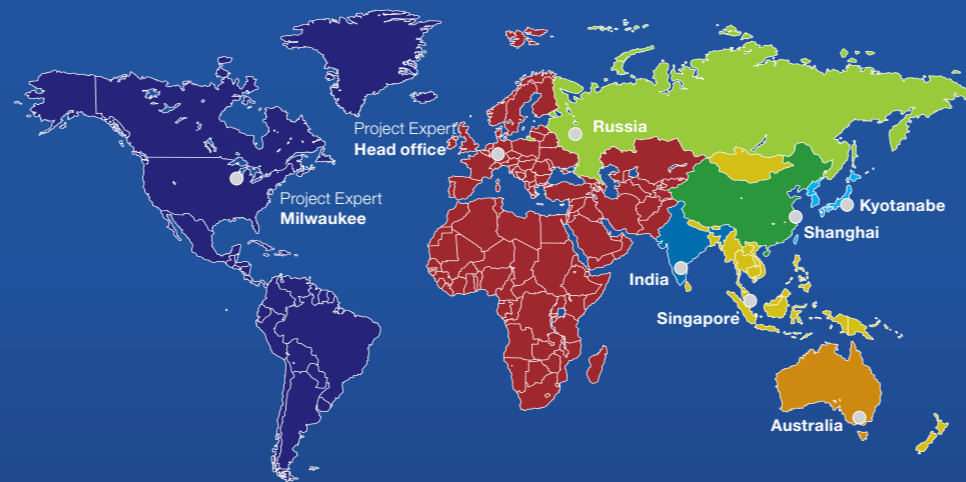 Project Expert
Head office
Russia
Project Expert
Milwaukee
Kyotanabe
Shanghai
India
Singapore
Australia